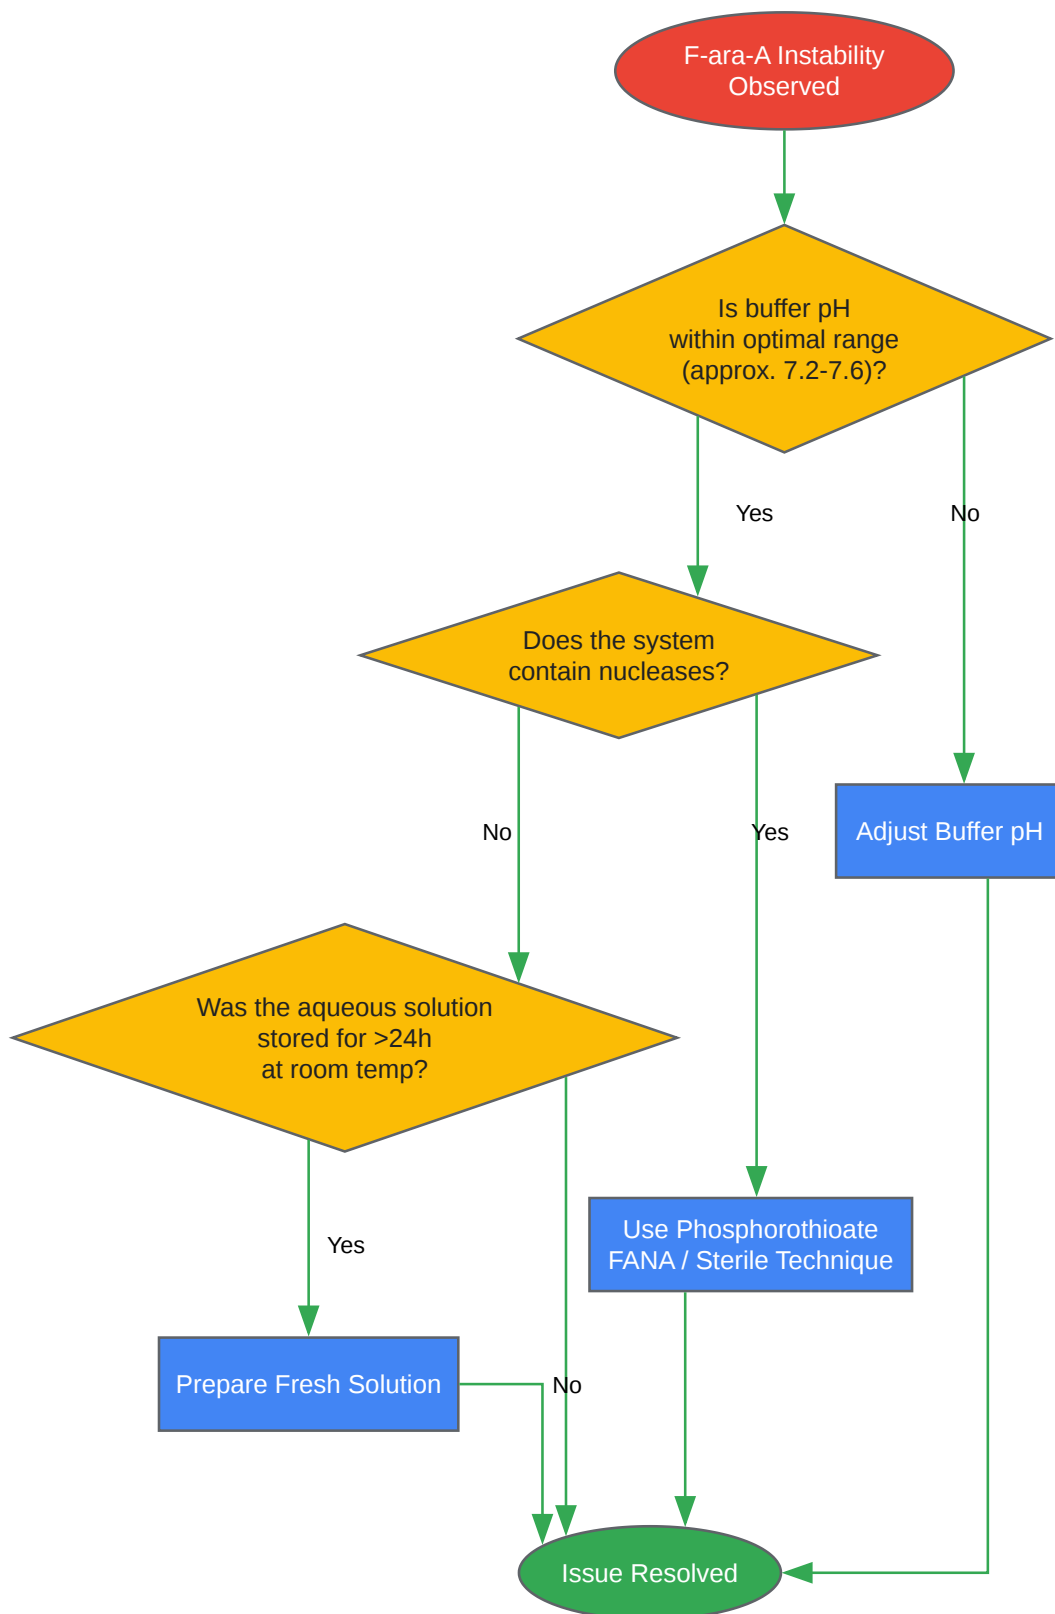 F-ara-A Instability
Observed
Is buffer pH
within optimal range
(approx. 7.2-7.6)?
Yes
No
Does the system
contain nucleases?
No
Yes
Adjust Buffer pH
Was the aqueous solution
stored for >24h
at room temp?
Use Phosphorothioate
FANA / Sterile Technique
Yes
Prepare Fresh Solution
No
Issue Resolved